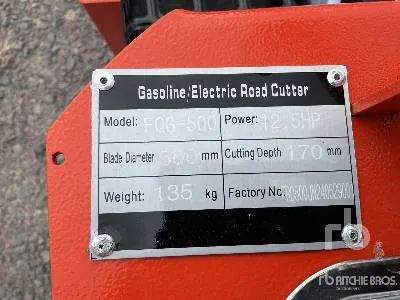 Gasoline/Electric Road Cutter
Model: FQG-500 Power: 12.5HP
Blade Diameter 500 mm Cutting Depth 170 mm
Weight: 135 kg Factory No.
rb
RITCHIE BROS.
Auctioneers